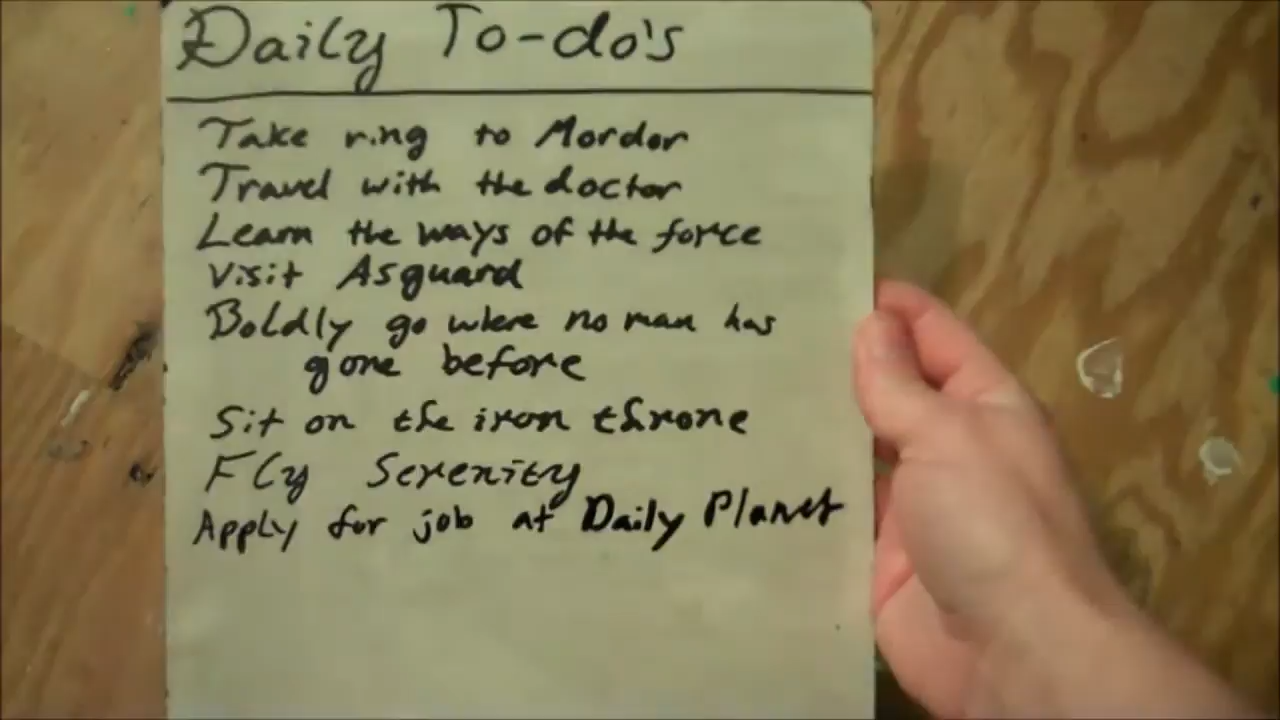 Daily To-do's
Take ring to Mordor
Travel with the doctor
Learn the ways of the force
Visit Asguard
Boldly go where no man has
gone before
Sit on the iron throne
Fly Serenity
Apply for job at Daily Planet